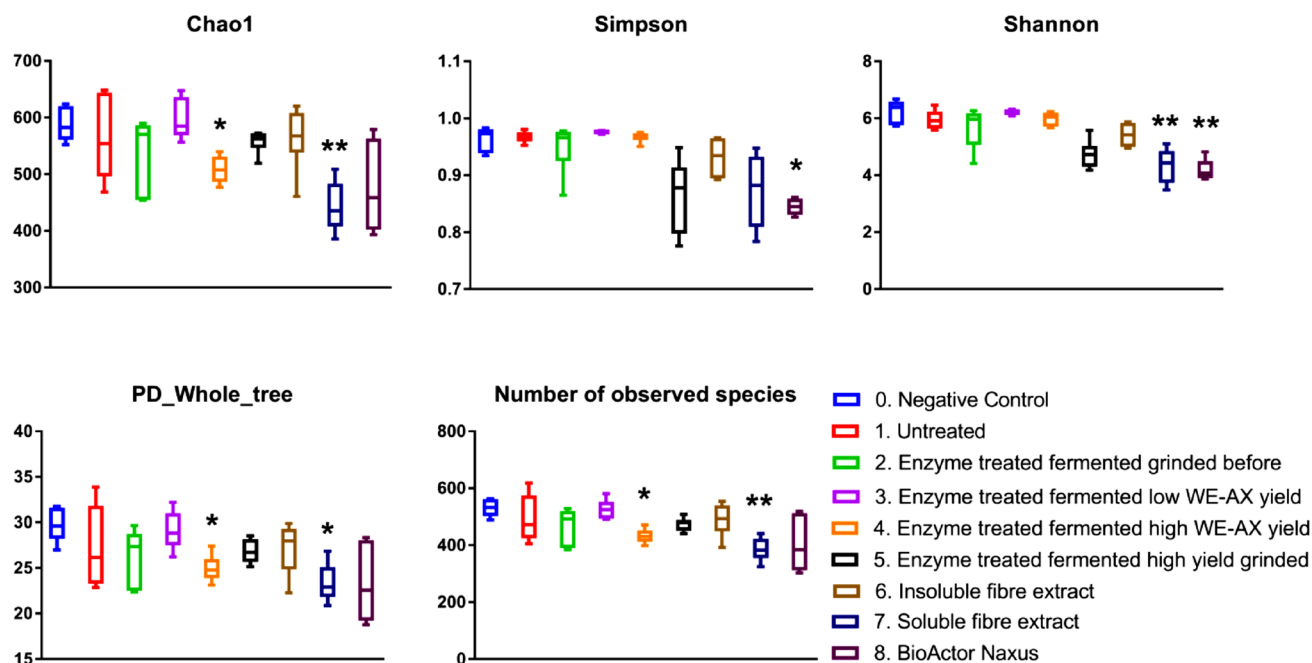 Chao1
700
600
500
400
300
*
**
Simpson
1.1
1.0
0.9
0.8
0.7
*
Shannon
8
6
4
2
0
**
**
PD_Whole_tree
40
35
30
25
20
15
*
*
Number of observed species
800
600
400
200
0
*
**
0. Negative Control
1. Untreated
2. Enzyme treated fermented grinded before
3. Enzyme treated fermented low WE-AX yield
4. Enzyme treated fermented high WE-AX yield
5. Enzyme treated fermented high yield grinded
6. Insoluble fibre extract
7. Soluble fibre extract
8. BioActor Naxus